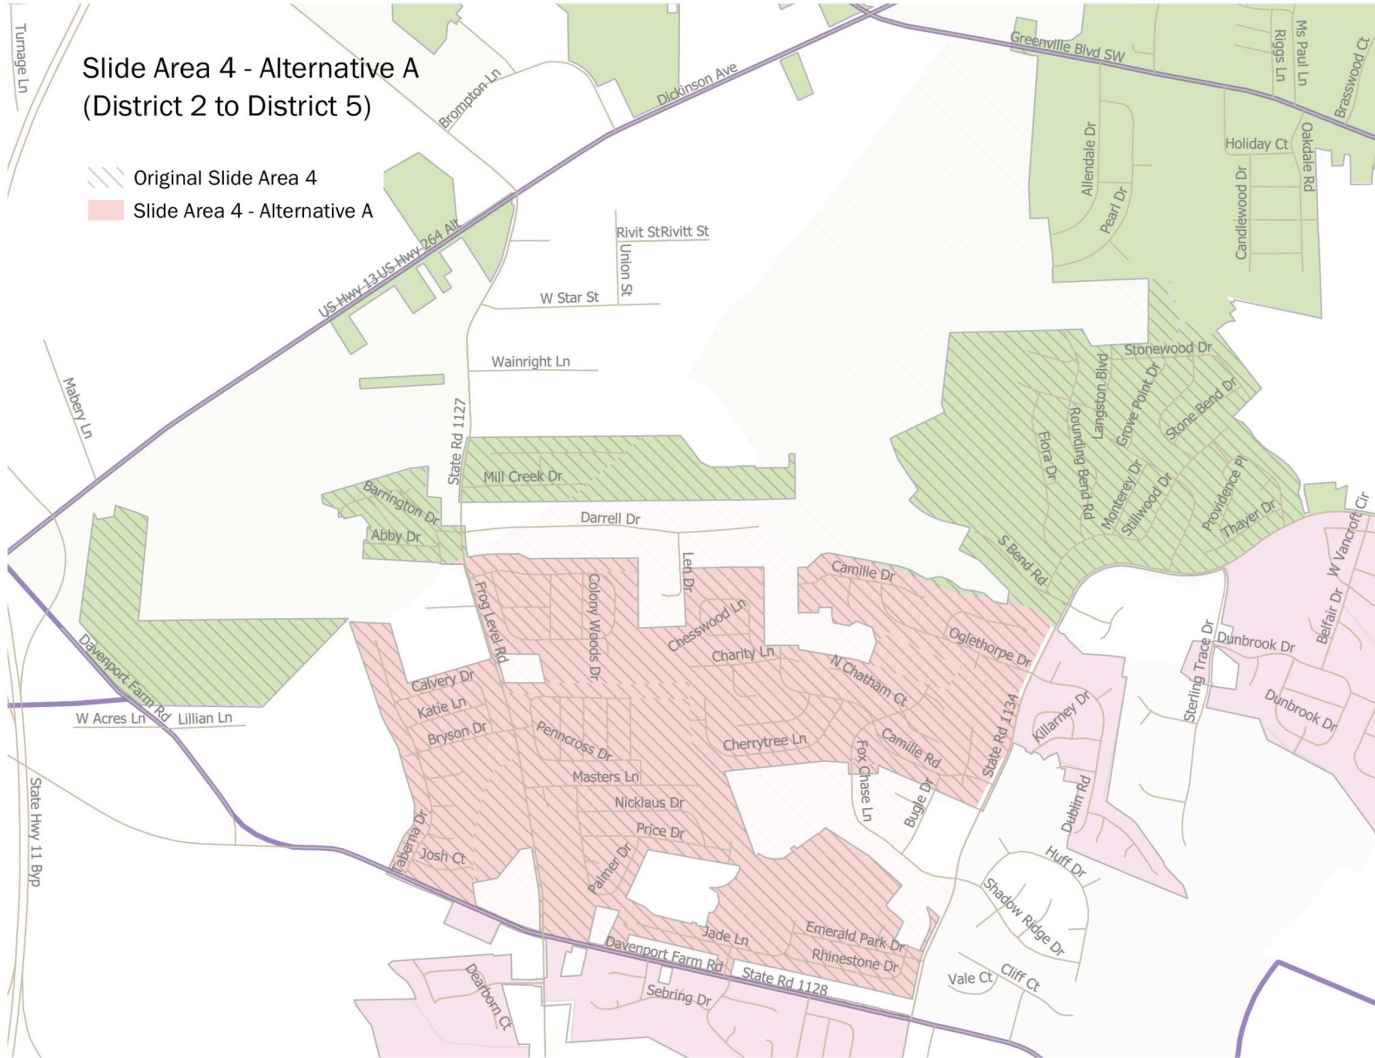 Turnage Ln
Slide Area 4 - Alternative A
(District 2 to District 5)
Original Slide Area 4
Slide Area 4 - Alternative A
Brompton Ln
Dickinson Ave
Greenville Blvd SW
Riggs Ln
Ms Paul Ln
Brasswood Ct
Allendale Dr
Pearl Dr
Holiday Ct
Oakdale Rd
Candlewood Dr
US Hwy 13
US Hwy 264 Alt
Rivit St
Rivitt St
Union St
W Star St
Wainright Ln
Mabery Ln
State Rd 1127
Mill Creek Dr
Barrington Dr
Abby Dr
Darrell Dr
Len Dr
Stonewood Dr
Langston Blvd
Grove Point Dr
Stone Bend Dr
Rounding Bend Rd
Flora Dr
Monterey Dr
Stillwood Dr
Providence Pl
Thayer Dr
S Bend Rd
W Vancroft Cir
Belfair Dr
Dunbrook Dr
Dunbrook Dr
Sterling Trace Dr
Camille Dr
Oglethorpe Dr
Frog Level Rd
Colony Woods Dr
Chesswood Ln
Charity Ln
N Chatham Ct
Calvery Dr
Katie Ln
Bryson Dr
Penncross Dr
Cherrytree Ln
Camille Rd
State Rd 1134
Killarney Dr
Dublin Rd
Masters Ln
Nicklaus Dr
Price Dr
Palmer Dr
Fox Chase Ln
Bugle Dr
Davenport Farm Rd
W Acres Ln
Lillian Ln
State Hwy 11 Byp
Taberna Dr
Josh Ct
Huff Dr
Shadow Ridge Dr
Jade Ln
Emerald Park Dr
Rhinestone Dr
Davenport Farm Rd
State Rd 1128
Sebring Dr
Dearborn Ct
Vale Ct
Cliff Ct